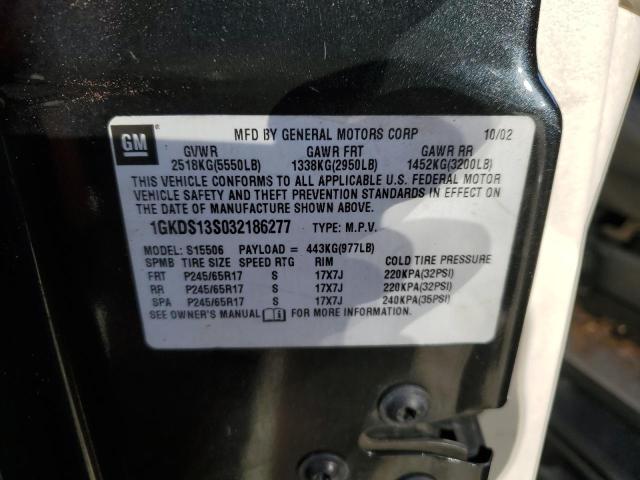 GM
MFD BY GENERAL MOTORS CORP 10/02
GVWR GAWR FRT GAWR RR
2518KG(5550LB) 1338KG(2950LB) 1452KG(3200LB)
THIS VEHICLE CONFORMS TO ALL APPLICABLE U.S. FEDERAL MOTOR
VEHICLE SAFETY AND THEFT PREVENTION STANDARDS IN EFFECT ON
THE DATE OF MANUFACTURE SHOWN ABOVE.
1GKDS13S032186277 TYPE: M.P.V.
MODEL: S15506 PAYLOAD = 443KG(977LB)
SPMB TIRE SIZE SPEED RTG RIM COLD TIRE PRESSURE
FRT P245/65R17 S 17X7J 220KPA(32PSI)
RR P245/65R17 S 17X7J 220KPA(32PSI)
SPA P245/65R17 S 17X7J 240KPA(35PSI)
SEE OWNER'S MANUAL FOR MORE INFORMATION.